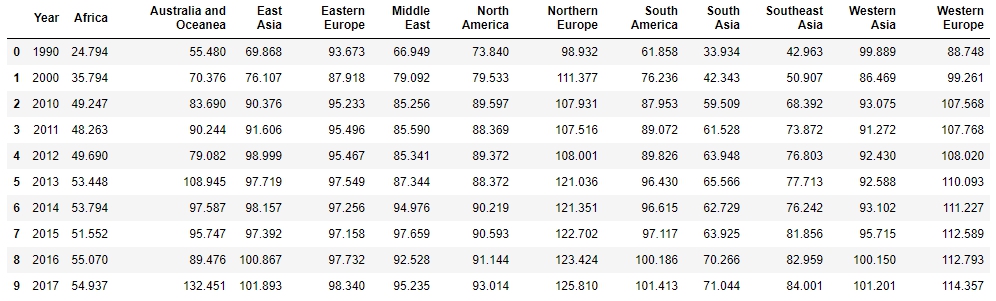 Year Africa Australia and Oceanea East Asia Eastern Europe Middle East North America Northern Europe South America South Asia Southeast Asia Western Asia Western Europe
0 1990 24.794 55.480 69.868 93.673 66.949 73.840 98.932 61.858 33.934 42.963 99.889 88.748
1 2000 35.794 70.376 76.107 87.918 79.092 79.533 111.377 76.236 42.343 50.907 86.469 99.261
2 2010 49.247 83.690 90.376 95.233 85.256 89.597 107.931 87.953 59.509 68.392 93.075 107.568
3 2011 48.263 90.244 91.606 95.496 85.590 88.369 107.516 89.072 61.528 73.872 91.272 107.768
4 2012 49.690 79.082 98.999 95.467 85.341 89.372 108.001 89.826 63.948 76.803 92.430 108.020
5 2013 53.448 108.945 97.719 97.549 87.344 88.372 121.036 96.430 65.566 77.713 92.588 110.093
6 2014 53.794 97.587 98.157 97.256 94.976 90.219 121.351 96.615 62.729 76.242 93.102 111.227
7 2015 51.552 95.747 97.392 97.158 97.659 90.593 122.702 97.117 63.925 81.856 95.715 112.589
8 2016 55.070 89.476 100.867 97.732 92.528 91.144 123.424 100.186 70.266 82.959 100.150 112.793
9 2017 54.937 132.451 101.893 98.340 95.235 93.014 125.810 101.413 71.044 84.001 101.201 114.357